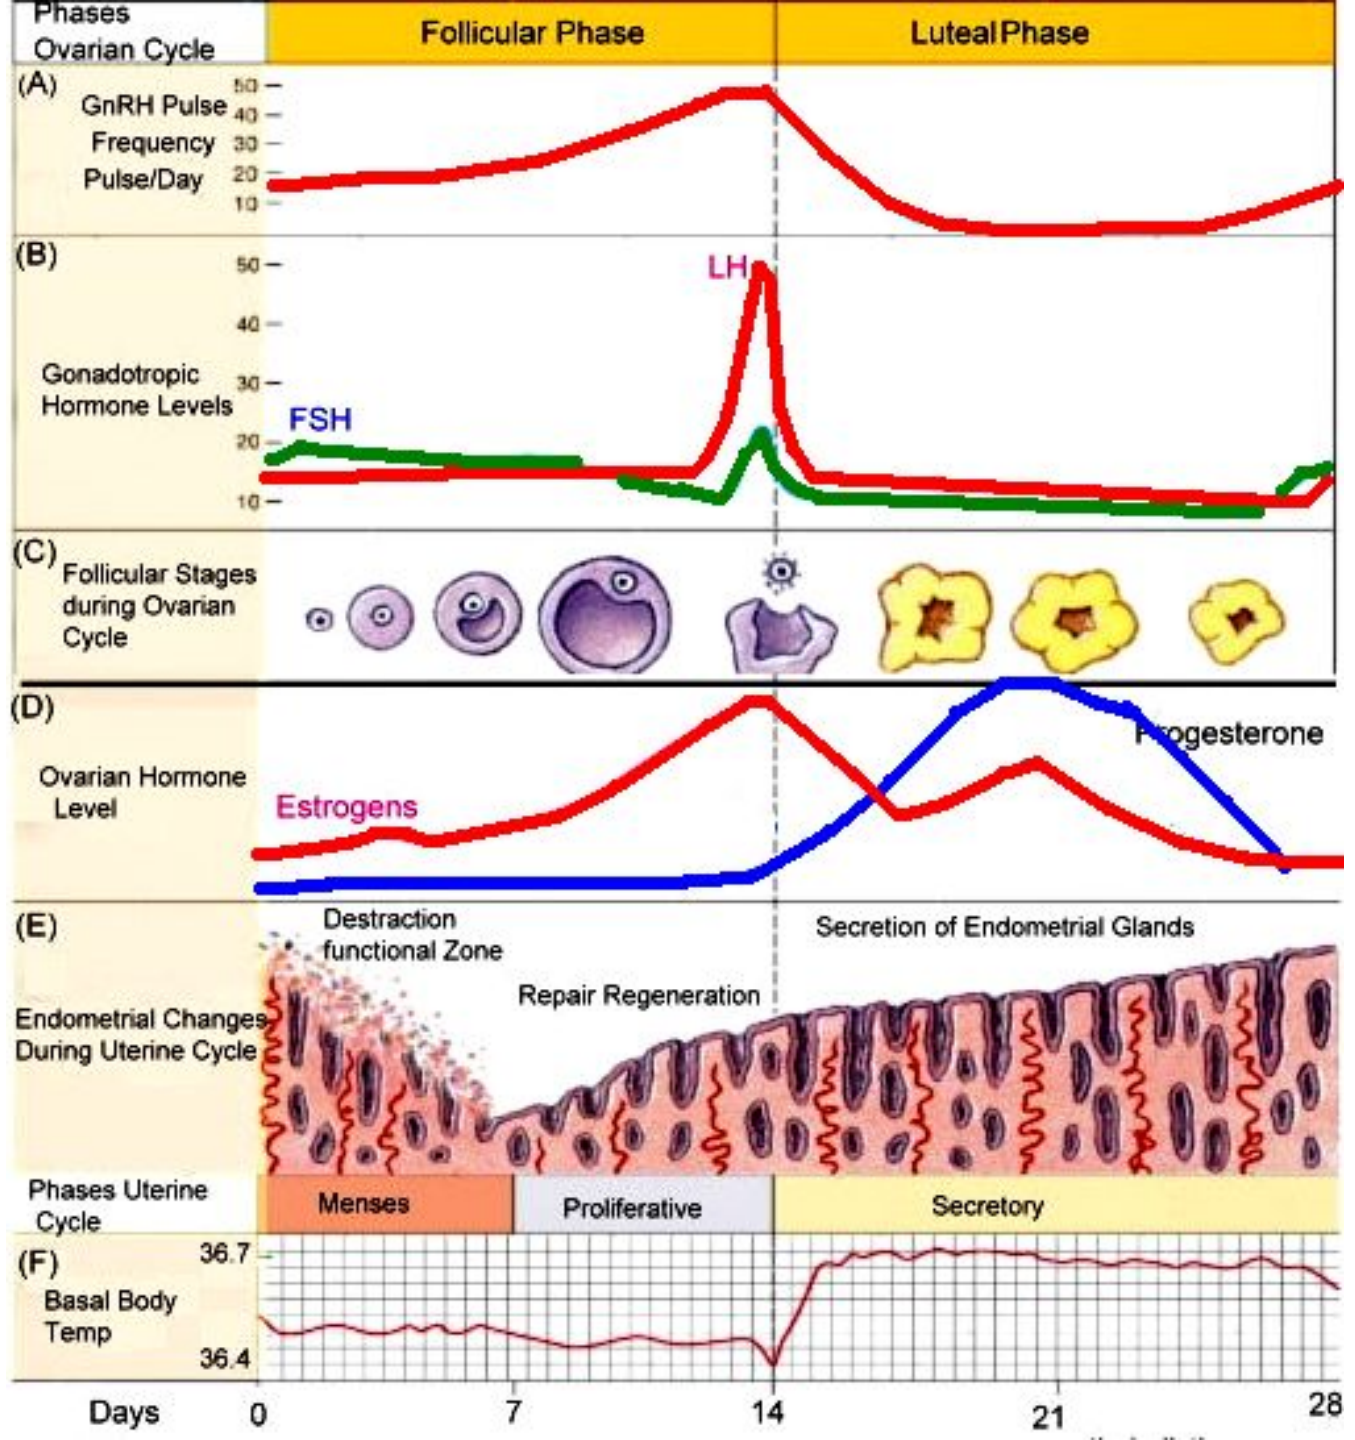 Phases
Ovarian Cycle
Follicular Phase
Luteal Phase
(A)
GnRH Pulse
Frequency
Pulse/Day
50
40
30
20
10
(B)
Gonadotropic
Hormone Levels
50
40
30
20
10
LH
FSH
(C)
Follicular Stages
during Ovarian
Cycle
(D)
Ovarian Hormone
Level
Estrogens
Progesterone
(E)
Endometrial Changes
During Uterine Cycle
Destraction
functional Zone
Repair Regeneration
Secretion of Endometrial Glands
Phases Uterine
Cycle
Menses
Proliferative
Secretory
(F)
Basal Body
Temp
36.7
36.4
Days
0 7 14 21 28